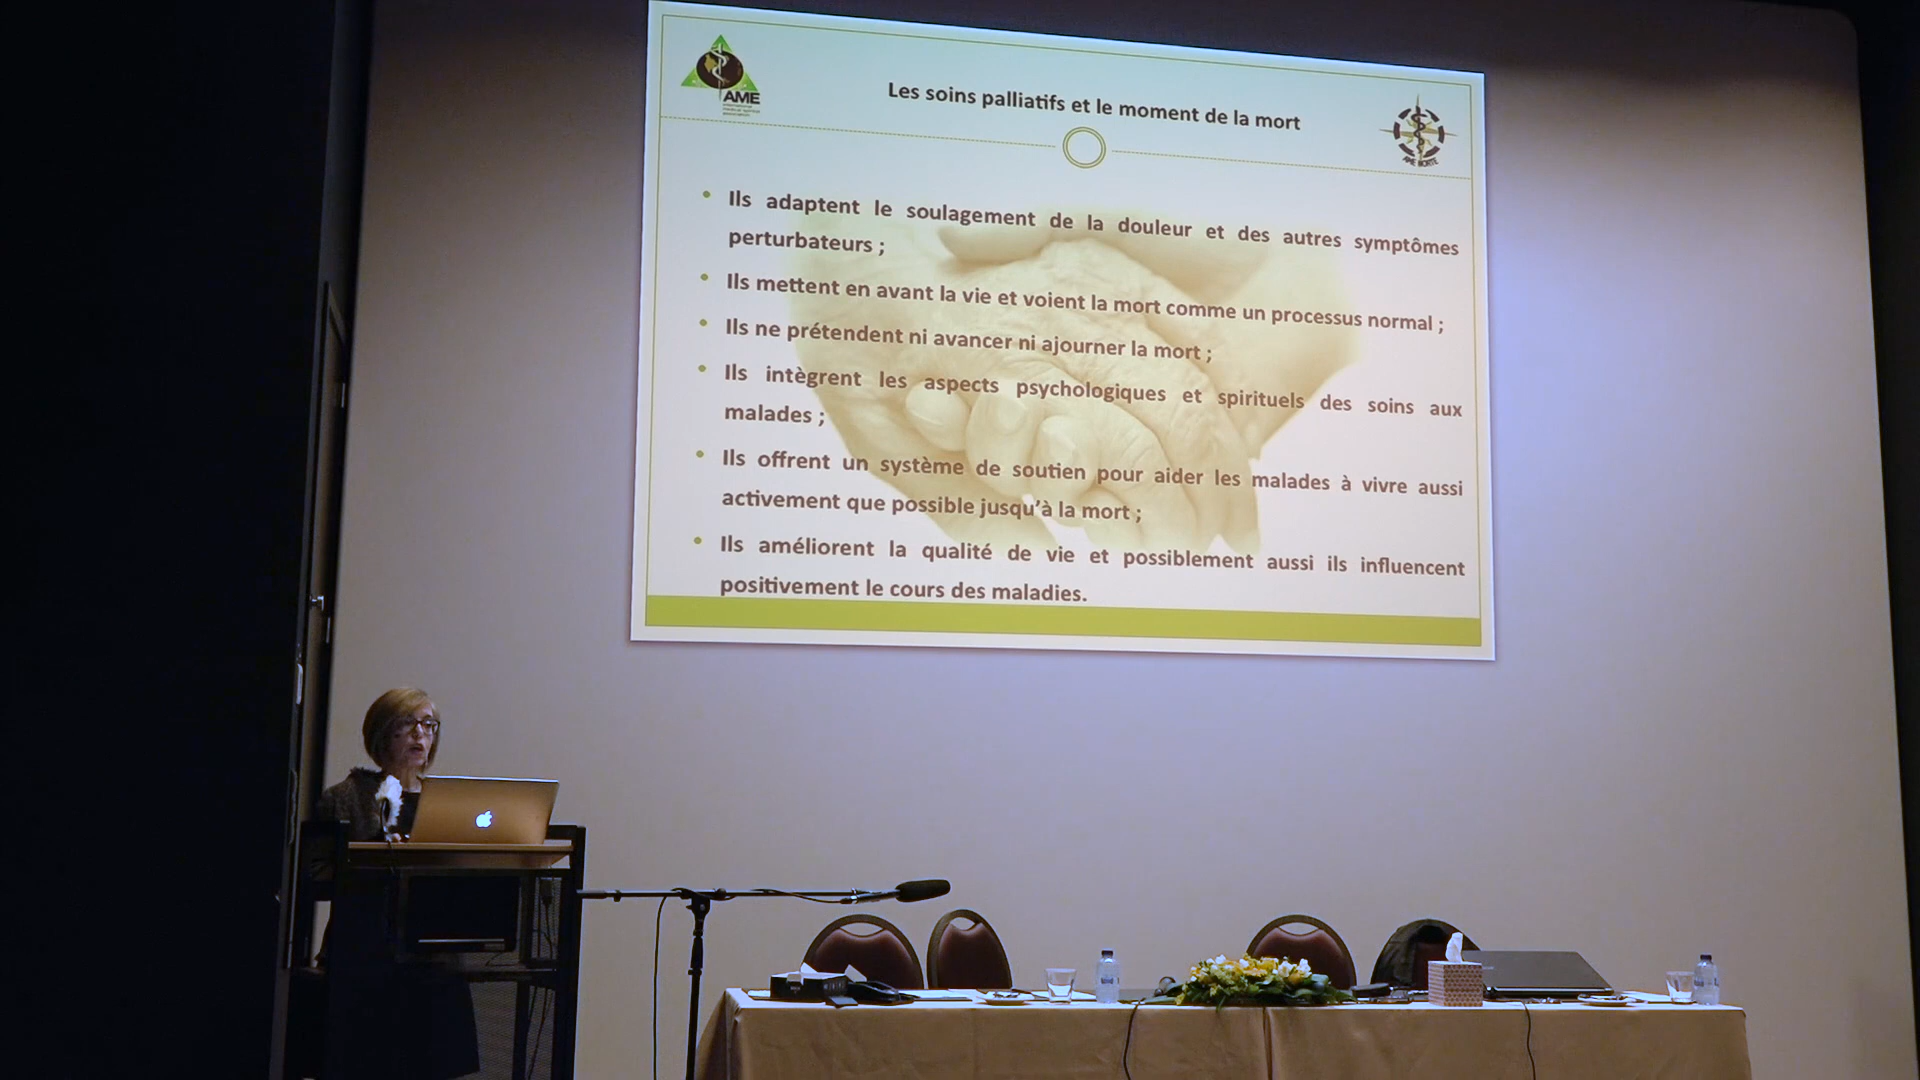 AME
Les soins palliatifs et le moment de la mort
AME NORTE
Ils adaptent le soulagement de la douleur et des autres symptômes
perturbateurs ;
Ils mettent en avant la vie et voient la mort comme un processus normal ;
Ils ne prétendent ni avancer ni ajourner la mort ;
Ils intègrent les aspects psychologiques et spirituels des soins aux
malades ;
Ils offrent un système de soutien pour aider les malades à vivre aussi
activement que possible jusqu'à la mort ;
Ils améliorent la qualité de vie et possiblement aussi ils influencent
positivement le cours des maladies.